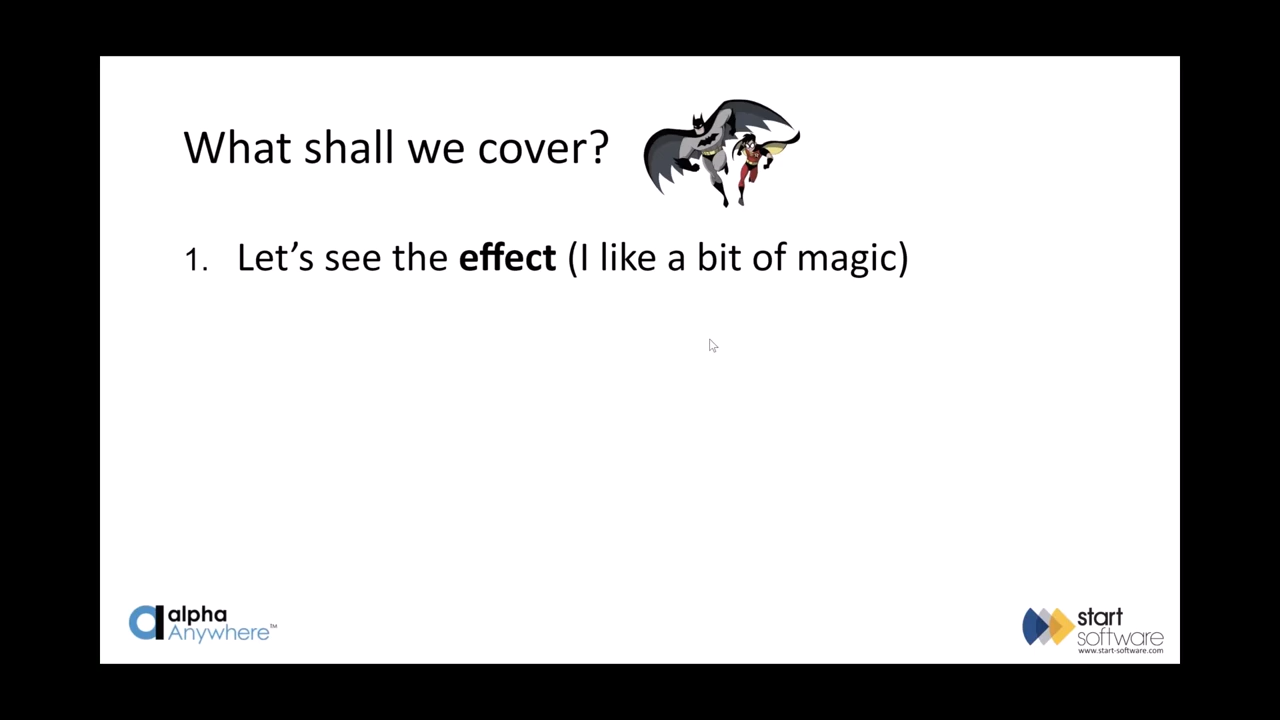 What shall we cover?
1. Let’s see the effect (I like a bit of magic)
alpha
Anywhere™
start
software
www.start-software.com